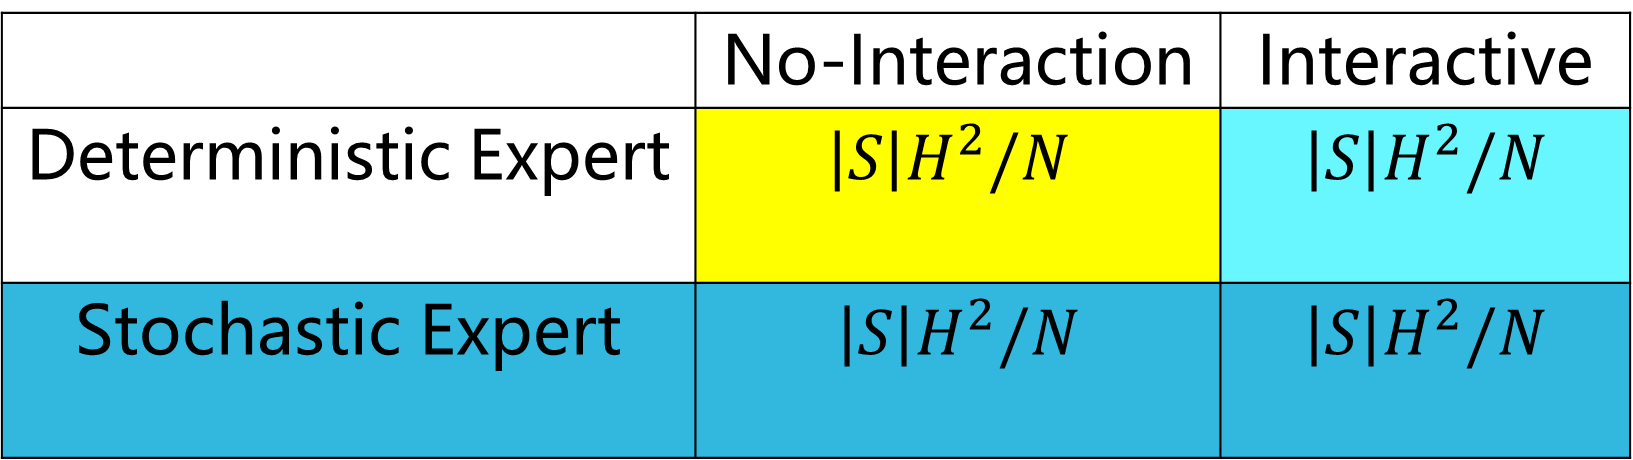 No-Interaction Interactive
Deterministic Expert |S|H²/N |S|H²/N
Stochastic Expert |S|H²/N |S|H²/N